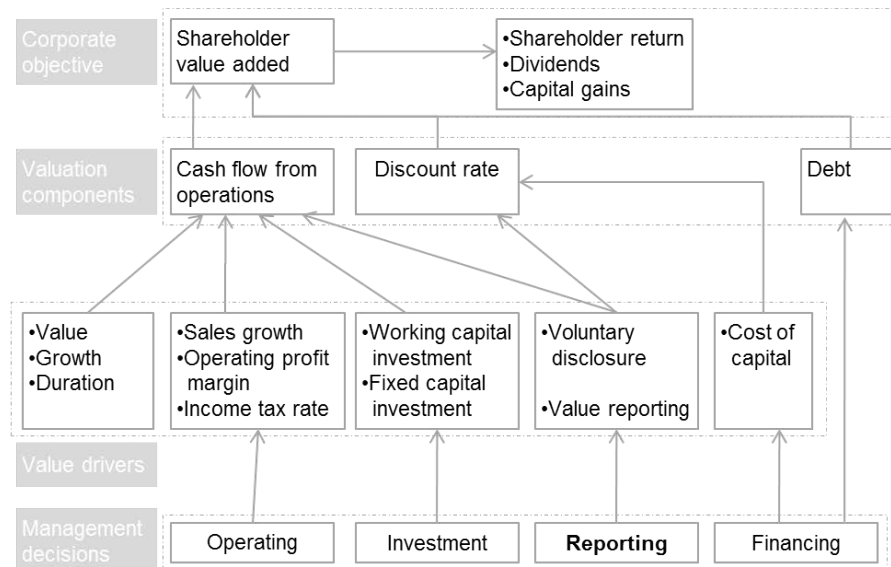 Corporate
objective
Shareholder
value added
•Shareholder return
•Dividends
•Capital gains
Valuation
components
Cash flow from
operations
Discount rate
Debt
•Value
•Growth
•Duration
•Sales growth
•Operating profit
margin
•Income tax rate
•Working capital
investment
•Fixed capital
investment
•Voluntary
disclosure
•Value reporting
•Cost of
capital
Value drivers
Management
decisions
Operating
Investment
Reporting
Financing